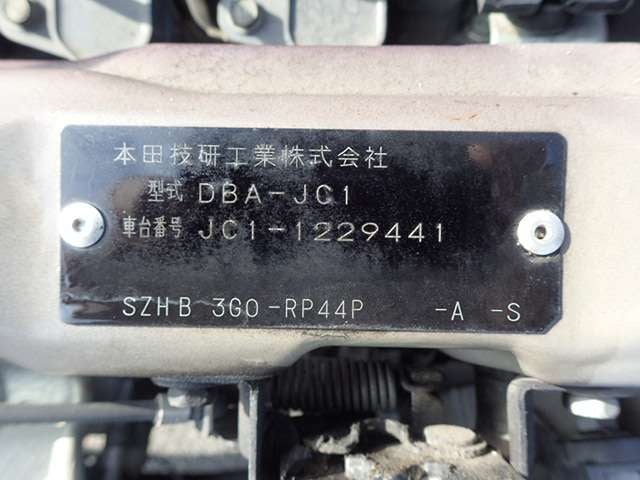 本田技研工業株式会社
型式 DBA-JC1
車台番号 JC1-1229441
SZHB 3G0-RP44P -A -S